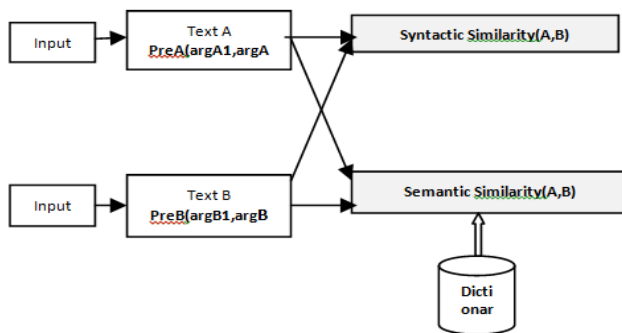 Input
Text A
PreA(argA1,argA
Syntactic Similarity(A,B)
Input
Text B
PreB(argB1,argB
Semantic Similarity(A,B)
Dicti
onar